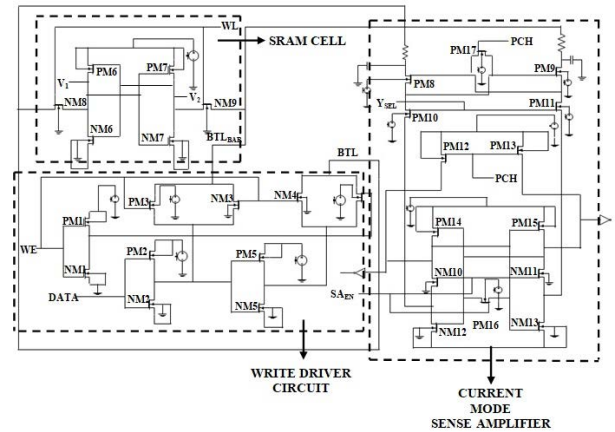 WL
SRAM CELL
PM6
PM7
V1
V2
NM8
NM9
NM6
NM7
BTLBAR
BTL
PM3
NM3
NM4
PM1
WE
NM1
PM2
PM5
DATA
NM2
NM5
WRITE DRIVER
CIRCUIT
PM17
PCH
PM8
PM9
YSEL
PM10
PM11
PM12
PM13
PCH
PM14
PM15
NM10
NM11
SAEN
NM12
PM16
NM13
CURRENT
MODE
SENSE AMPLIFIER